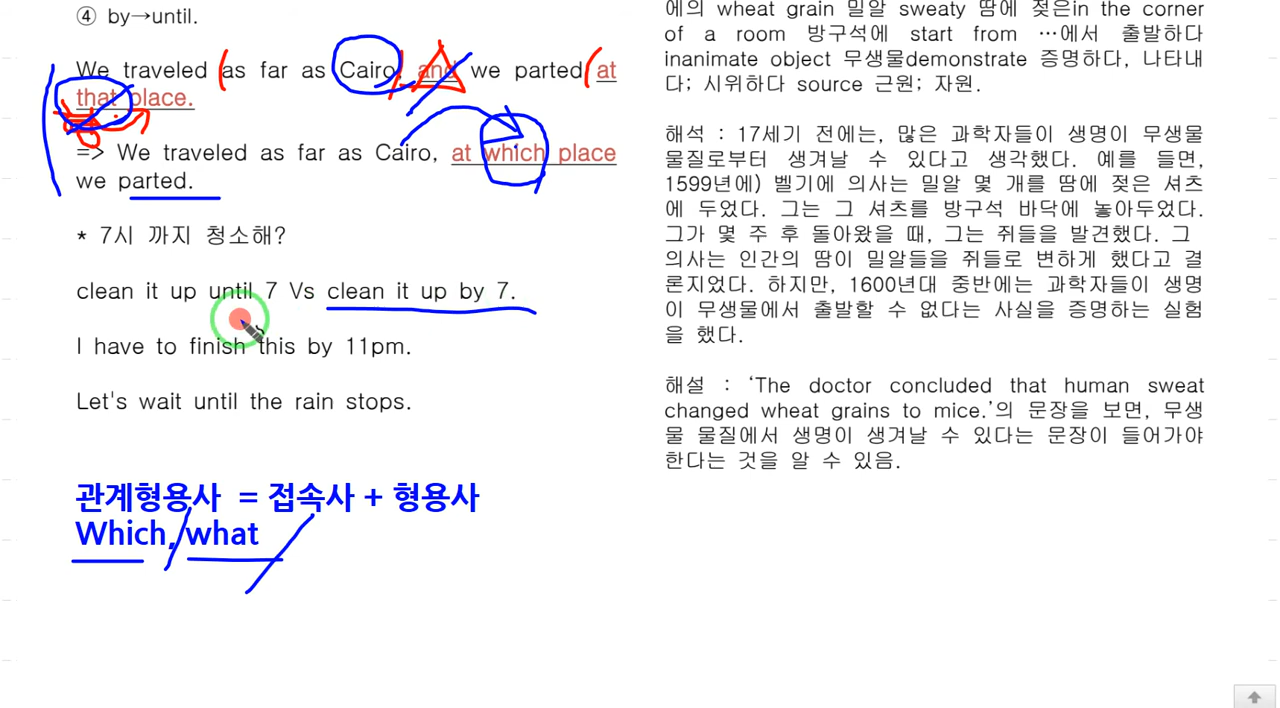 ④ by→until.
We traveled as far as Cairo, and we parted at
that place.
=> We traveled as far as Cairo, at which place
we parted.
* 7시 까지 청소해?
clean it up until 7 Vs clean it up by 7.
I have to finish this by 11pm.
Let's wait until the rain stops.
관계형용사 = 접속사 + 형용사
Which, what
에의 wheat grain 밀알 sweaty 땀에 젖은in the corner
of a room 방구석에 start from …에서 출발하다
inanimate object 무생물demonstrate 증명하다, 나타내
다; 시위하다 source 근원; 자원.
해석 : 17세기 전에는, 많은 과학자들이 생명이 무생물
물질로부터 생겨날 수 있다고 생각했다. 예를 들면,
1599년에) 벨기에 의사는 밀알 몇 개를 땀에 젖은 셔츠
에 두었다. 그는 그 셔츠를 방구석 바닥에 놓아두었다.
그가 몇 주 후 돌아왔을 때, 그는 쥐들을 발견했다. 그
의사는 인간의 땀이 밀알들을 쥐들로 변하게 했다고 결
론지었다. 하지만, 1600년대 중반에는 과학자들이 생명
이 무생물에서 출발할 수 없다는 사실을 증명하는 실험
을 했다.
해설 : ‘The doctor concluded that human sweat
changed wheat grains to mice.’의 문장을 보면, 무생
물 물질에서 생명이 생겨날 수 있다는 문장이 들어가야
한다는 것을 알 수 있음.